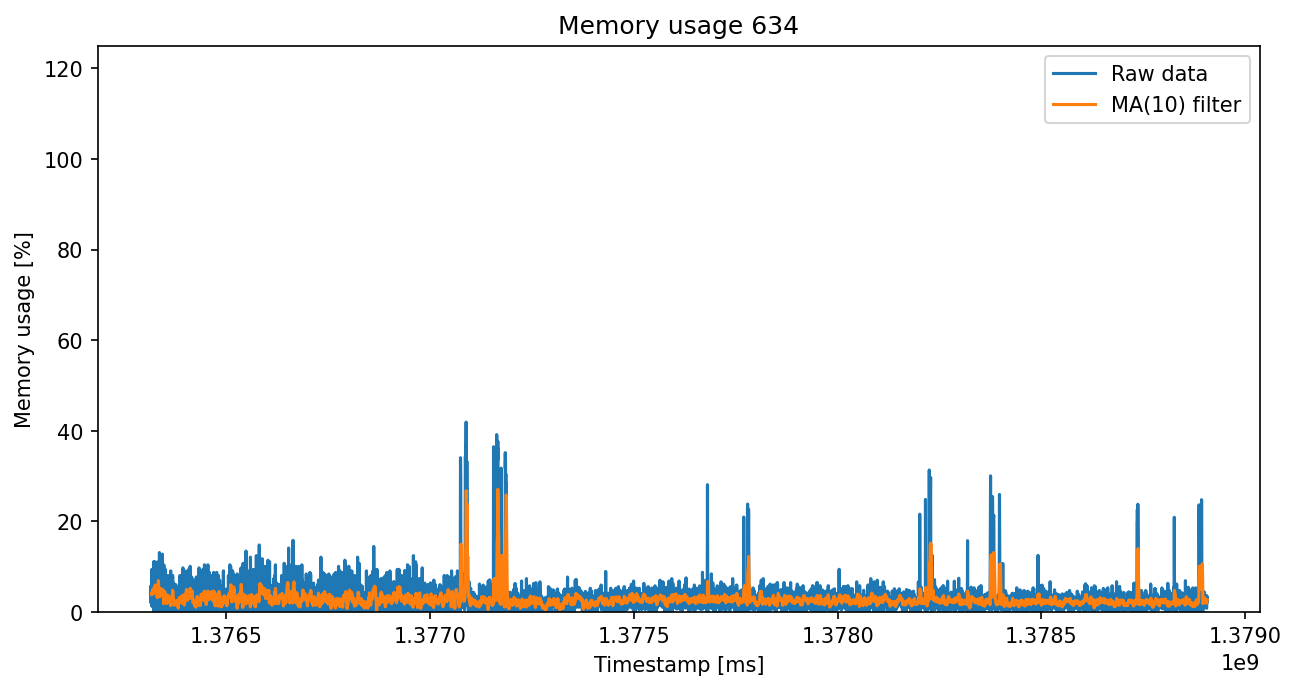 Memory usage 634
Raw data
MA(10) filter
Memory usage [%]
120
100
80
60
40
20
0
1.3765 1.3770 1.3775 1.3780 1.3785 1.3790
1e9
Timestamp [ms]